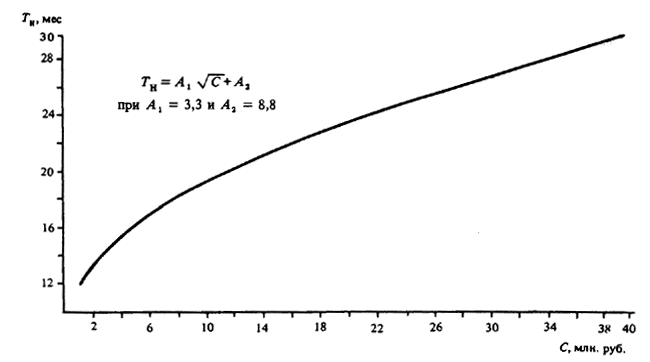 Tн, мес
30
28
24
20
16
12
Tн = A₁ √C + A₂
при A₁ = 3,3 и A₂ = 8,8
2 6 10 14 18 22 26 30 34 38 40
C, млн. руб.